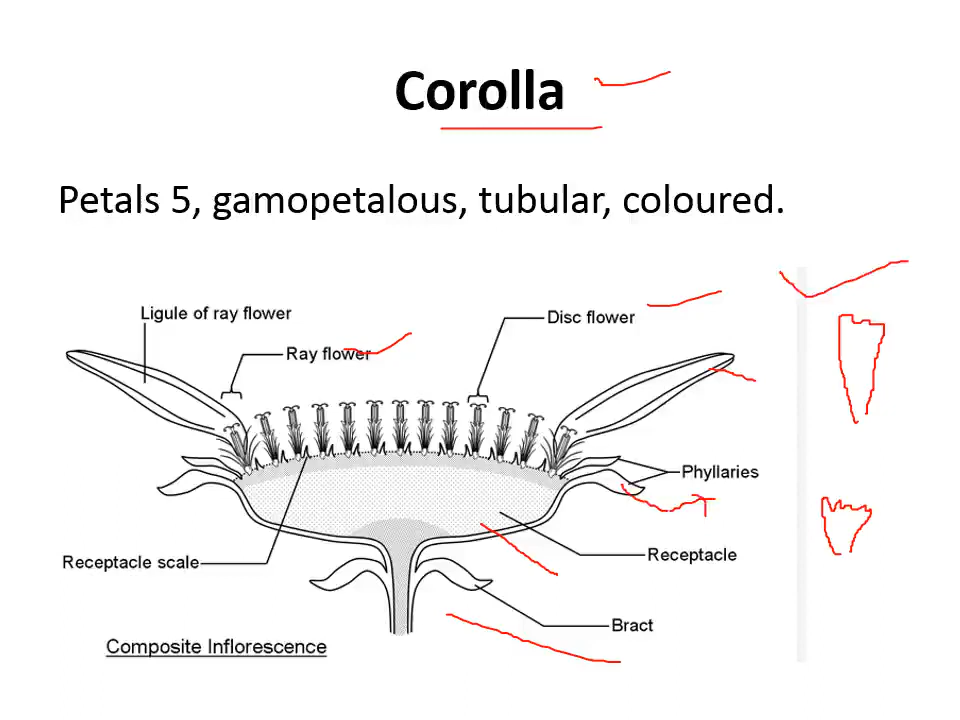 Corolla
Petals 5, gamopetalous, tubular, coloured.
Ligule of ray flower
Disc flower
Ray flower
Phyllaries
Receptacle
Receptacle scale
Bract
Composite Inflorescence